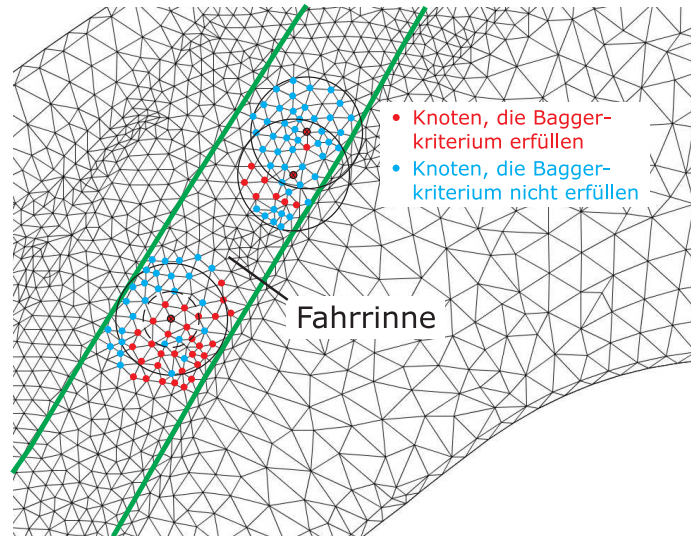 Knoten, die Bagger-
kriterium erfüllen
Knoten, die Bagger-
kriterium nicht erfüllen
Fahrrinne